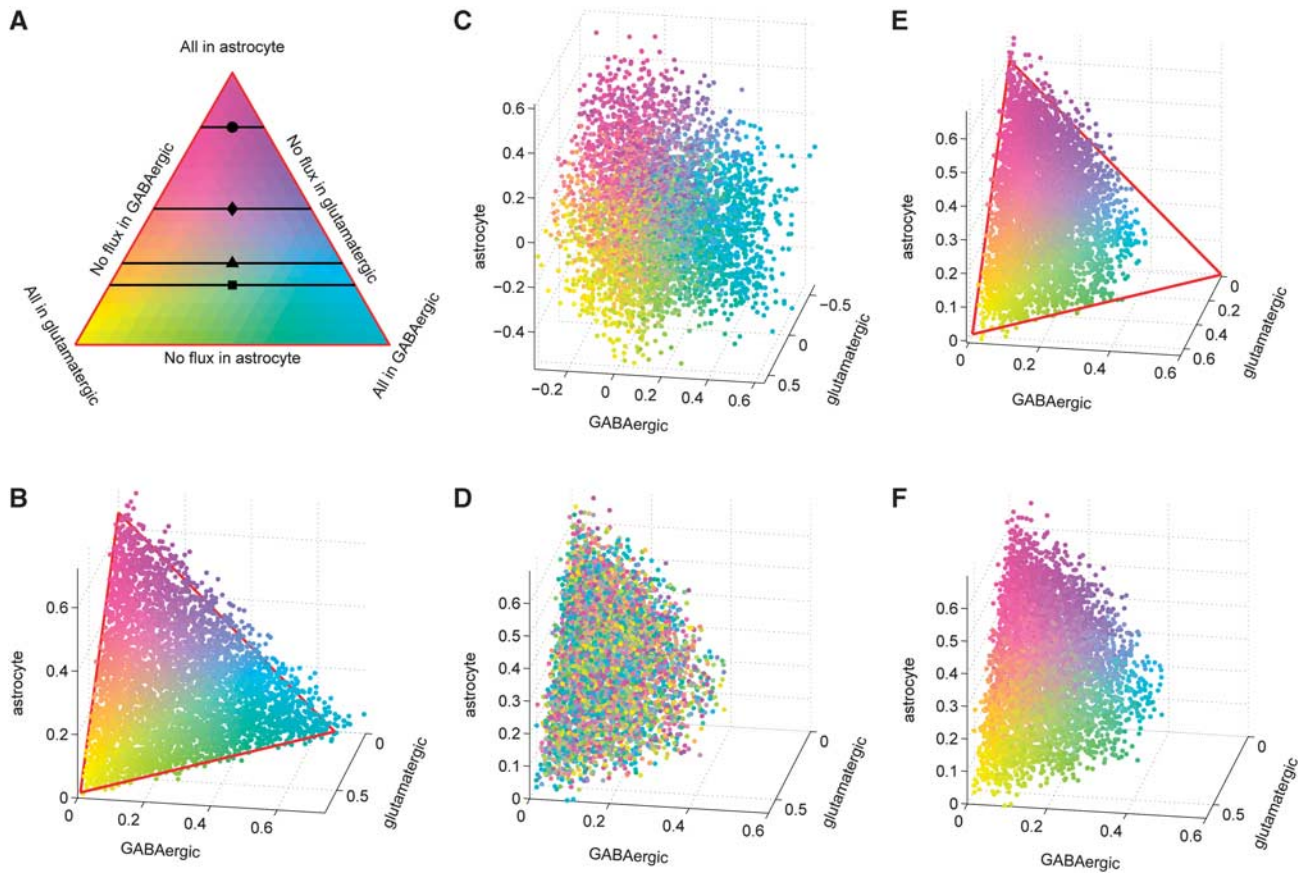 A
All in astrocyte
No flux in GABAergic
No flux in glutamatergic
All in glutamatergic
No flux in astrocyte
All in GABAergic
C
astrocyte
0.6
0.4
0.2
0
−0.2
−0.4
−0.2
0
0.2
0.4
0.6
GABAergic
−0.5
0
0.5
glutamatergic
E
astrocyte
0.6
0.5
0.4
0.3
0.2
0.1
0
0
0.2
0.4
0.6
GABAergic
0
0.2
0.4
0.6
glutamatergic
B
astrocyte
0.6
0.4
0.2
0
0
0.2
0.4
0.6
GABAergic
0
0.5
glutamatergic
D
astrocyte
0.6
0.5
0.4
0.3
0.2
0.1
0
0
0.2
0.4
0.6
GABAergic
0
0.5
glutamatergic
F
astrocyte
0.6
0.5
0.4
0.3
0.2
0.1
0
0
0.2
0.4
0.6
GABAergic
0
0.5
glutamatergic